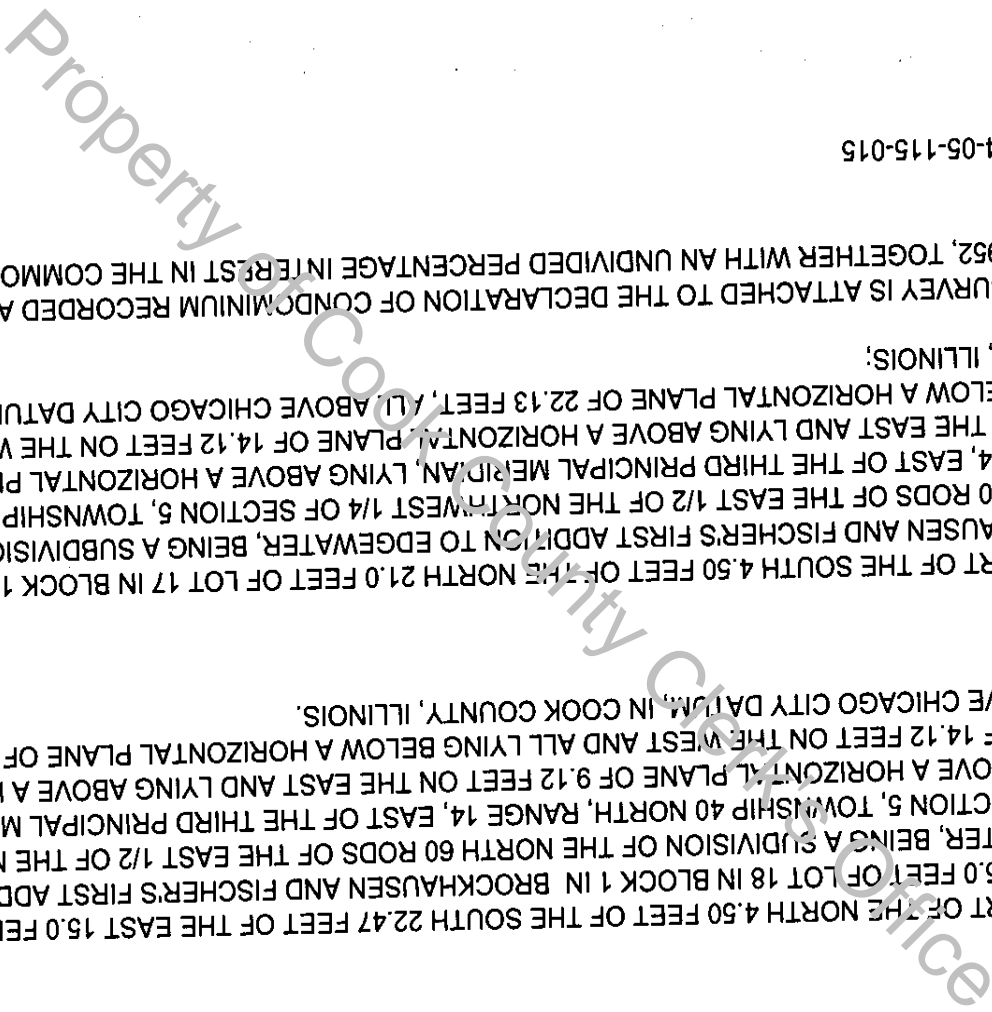 RT OF THE NORTH 4.50 FEET OF THE SOUTH 22.47 FEET OF THE EAST 15.0 FEE
5.0 FEET OF LOT 18 IN BLOCK 1 IN BROCKHAUSEN AND FISCHER'S FIRST ADD
TER, BEING A SUBDIVISION OF THE NORTH 09 RODS OF THE EAST 1/2 OF THE N
CTION 5, TOWNSHIP 40 NORTH, RANGE 14, EAST OF THE THIRD PRINCIPAL M
OVE A HORIZONTAL PLANE OF 9.12 FEET ON THE EAST AND LYING ABOVE A
F 14.12 FEET ON THE WEST AND ALL LYING BELOW A HORIZONTAL PLANE OF
VE CHICAGO CITY DATUM, IN COOK COUNTY, ILLINOIS.
RT OF THE SOUTH 4.50 FEET OF THE NORTH 21.0 FEET OF LOT 17 IN BLOCK 1
AUSEN AND FISCHER'S FIRST ADDITION TO EDGEWATER, BEING A SUBDIVISI
0 RODS OF THE EAST 1/2 OF THE NORTHWEST 1/4 OF SECTION 5, TOWNSHIP
4, EAST OF THE THIRD PRINCIPAL MERIDIAN, LYING ABOVE A HORIZONTAL PL
THE EAST AND LYING ABOVE A HORIZONTAL PLANE OF 14.12 FEET ON THE W
ELOW A HORIZONTAL PLANE OF 22.13 FEET, ALL ABOVE CHICAGO CITY DATU
, ILLINOIS;
URVEY IS ATTACHED TO THE DECLARATION OF CONDOMINIUM RECORDED A
952, TOGETHER WITH AN UNDIVIDED PERCENTAGE INTEREST IN THE COMMO
4-05-115-015
Property of Cook County Clerk's Office